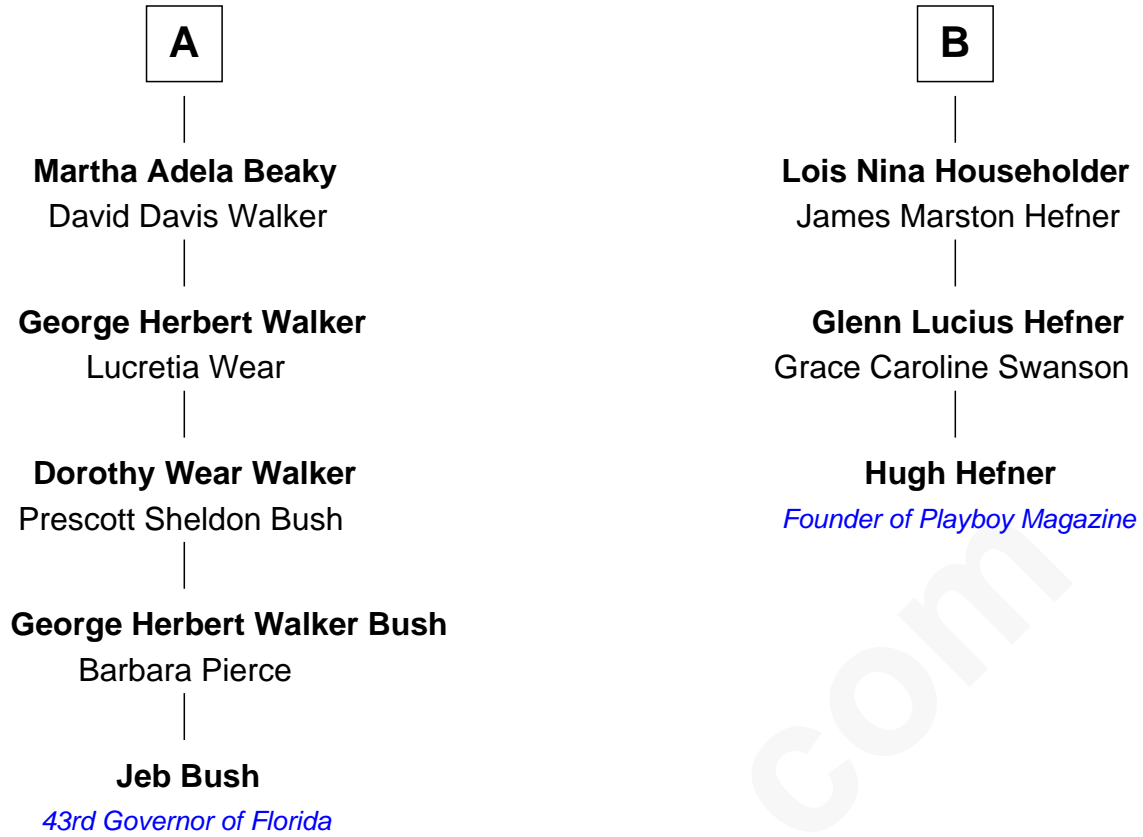 A
Martha Adela Beaky
David Davis Walker
George Herbert Walker
Lucretia Wear
Dorothy Wear Walker
Prescott Sheldon Bush
George Herbert Walker Bush
Barbara Pierce
Jeb Bush
43rd Governor of Florida
B
Lois Nina Householder
James Marston Hefner
Glenn Lucius Hefner
Grace Caroline Swanson
Hugh Hefner
Founder of Playboy Magazine
com